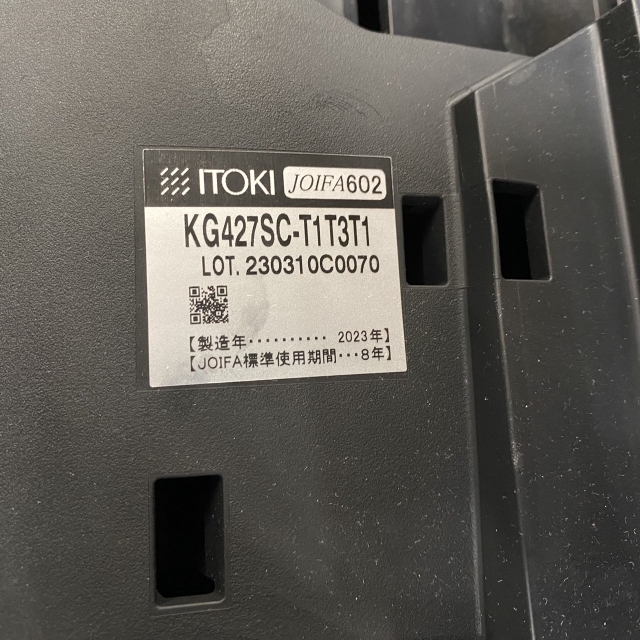 ITOKI JOIFA602
KG427SC-T1T3T1
LOT. 230310C0070
【製造年·········· 2023年】
【JOIFA標準使用期間···8年】